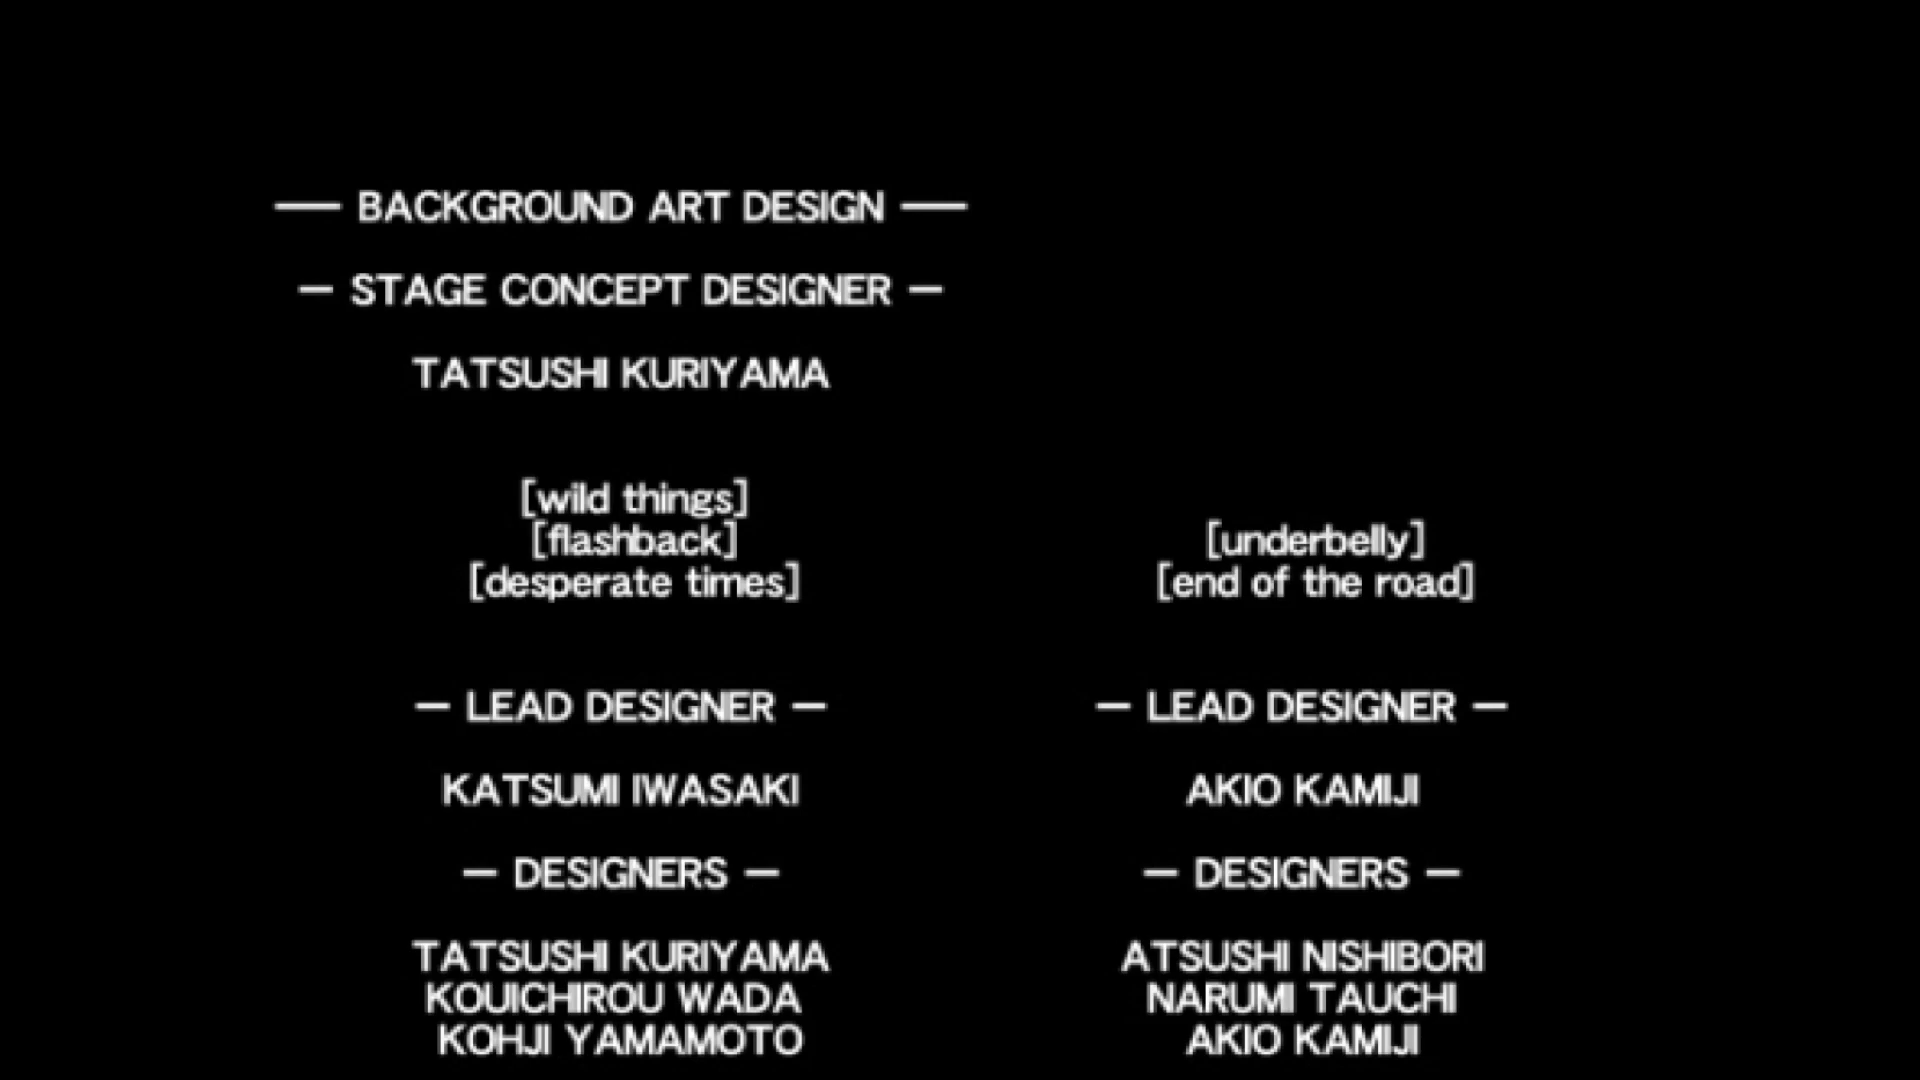 — BACKGROUND ART DESIGN —
— STAGE CONCEPT DESIGNER —
TATSUSHI KURIYAMA
[wild things]
[flashback]
[desperate times]
— LEAD DESIGNER —
KATSUMI IWASAKI
— DESIGNERS —
TATSUSHI KURIYAMA
KOUICHIROU WADA
KOHJI YAMAMOTO
[underbelly]
[end of the road]
— LEAD DESIGNER —
AKIO KAMIJI
— DESIGNERS —
ATSUSHI NISHIBORI
NARUMI TAUCHI
AKIO KAMIJI